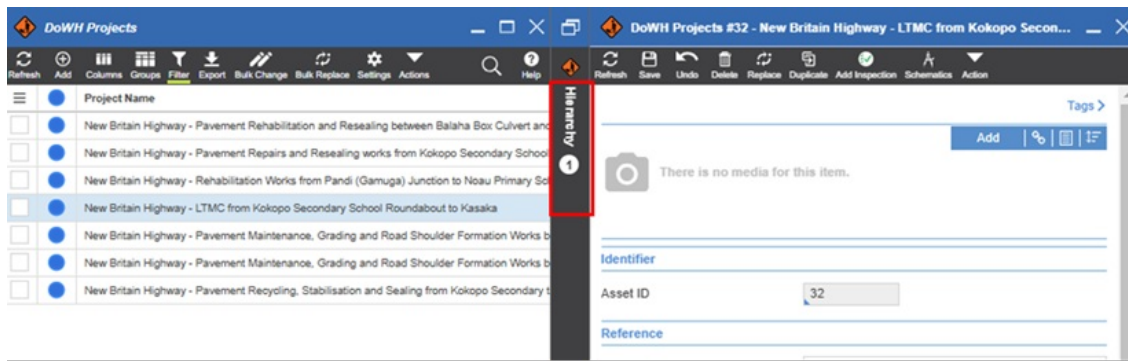 DoWH Projects
Refresh Add Columns Groups Filter Export Bulk Change Bulk Replace Settings Actions Help
Project Name
New Britain Highway - Pavement Rehabilitation and Resealing between Balaha Box Culvert and
New Britain Highway - Pavement Repairs and Resealing works from Kokopo Secondary School
New Britain Highway - Rehabilitation Works from Pandi (Gamuga) Junction to Noau Primary Sch
New Britain Highway - LTMC from Kokopo Secondary School Roundabout to Kasaka
New Britain Highway - Pavement Maintenance, Grading and Road Shoulder Formation Works b
New Britain Highway - Pavement Maintenance, Grading and Road Shoulder Formation Works b
New Britain Highway - Pavement Recycling, Stabilisation and Sealing from Kokopo Secondary t
Hierarchy
1
DoWH Projects #32 - New Britain Highway - LTMC from Kokopo Secon...
Refresh Save Undo Delete Replace Duplicate Add Inspection Schematics Action
Tags >
Add
There is no media for this item.
Identifier
Asset ID 32
Reference